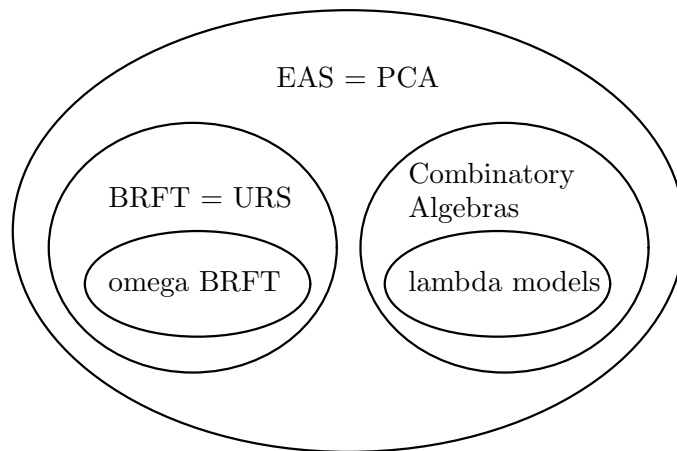 EAS = PCA
BRFT = URS
omega BRFT
Combinatory
Algebras
lambda models